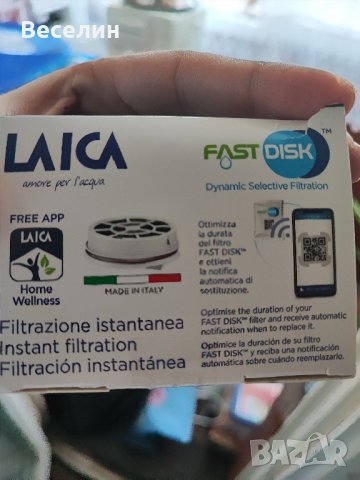 Веселин
LAICA
amore per l'acqua
FAST DISK™
Dynamic Selective Filtration
FREE APP
LAICA
Home
Wellness
MADE IN ITALY
Ottimizza
la durata
del filtro
FAST DISK™
e ottieni
la notifica
automatica di
sostituzione.
Filtrazione istantanea
Instant filtration
Filtración instantánea
Optimise the duration of your
FAST DISK™ filter and receive automatic
notification when to replace it.
Optimice la duración de su filtro
FAST DISK™ y reciba una notificación
automática sobre cuándo reemplazarlo.
BAZAR
bg